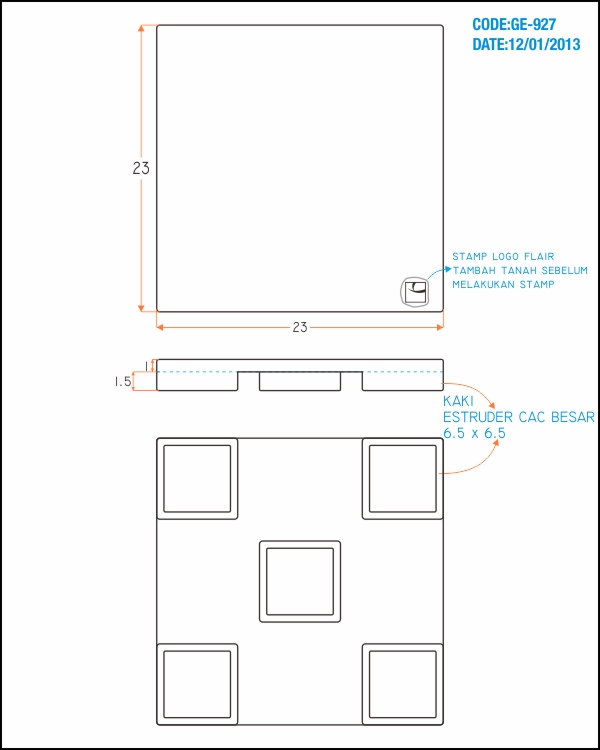 CODE:GE-927
DATE:12/01/2013
23
STAMP LOGO FLAIR
TAMBAH TANAH SEBELUM
MELAKUKAN STAMP
23
1
1.5
KAKI
ESTRUDER CAC BESAR
6.5 x 6.5